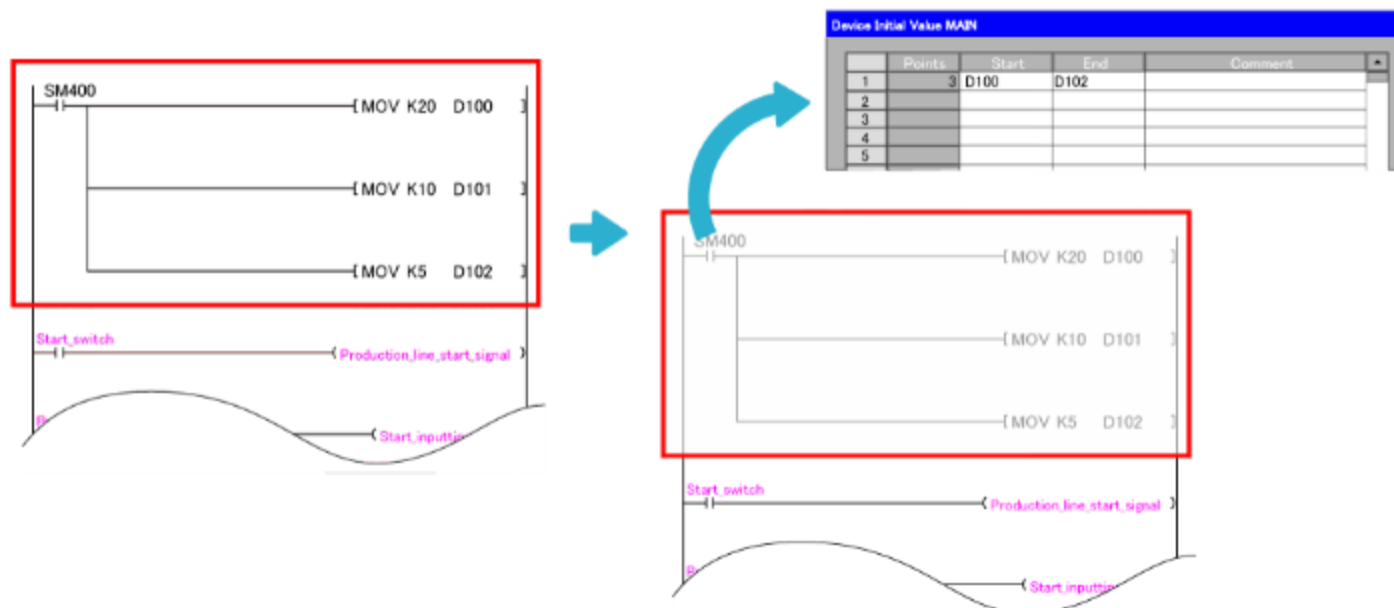 SM400
[MOV K20 D100 ]
[MOV K10 D101 ]
[MOV K5 D102 ]
Start_switch
Production_line_start_signal
Start_inputtin
Device Initial Value MAIN
Points Start End Comment
1 3 D100 D102
2
3
4
5
SM400
[MOV K20 D100 ]
[MOV K10 D101 ]
[MOV K5 D102 ]
Start_switch
Production_line_start_signal
Start_inputtin